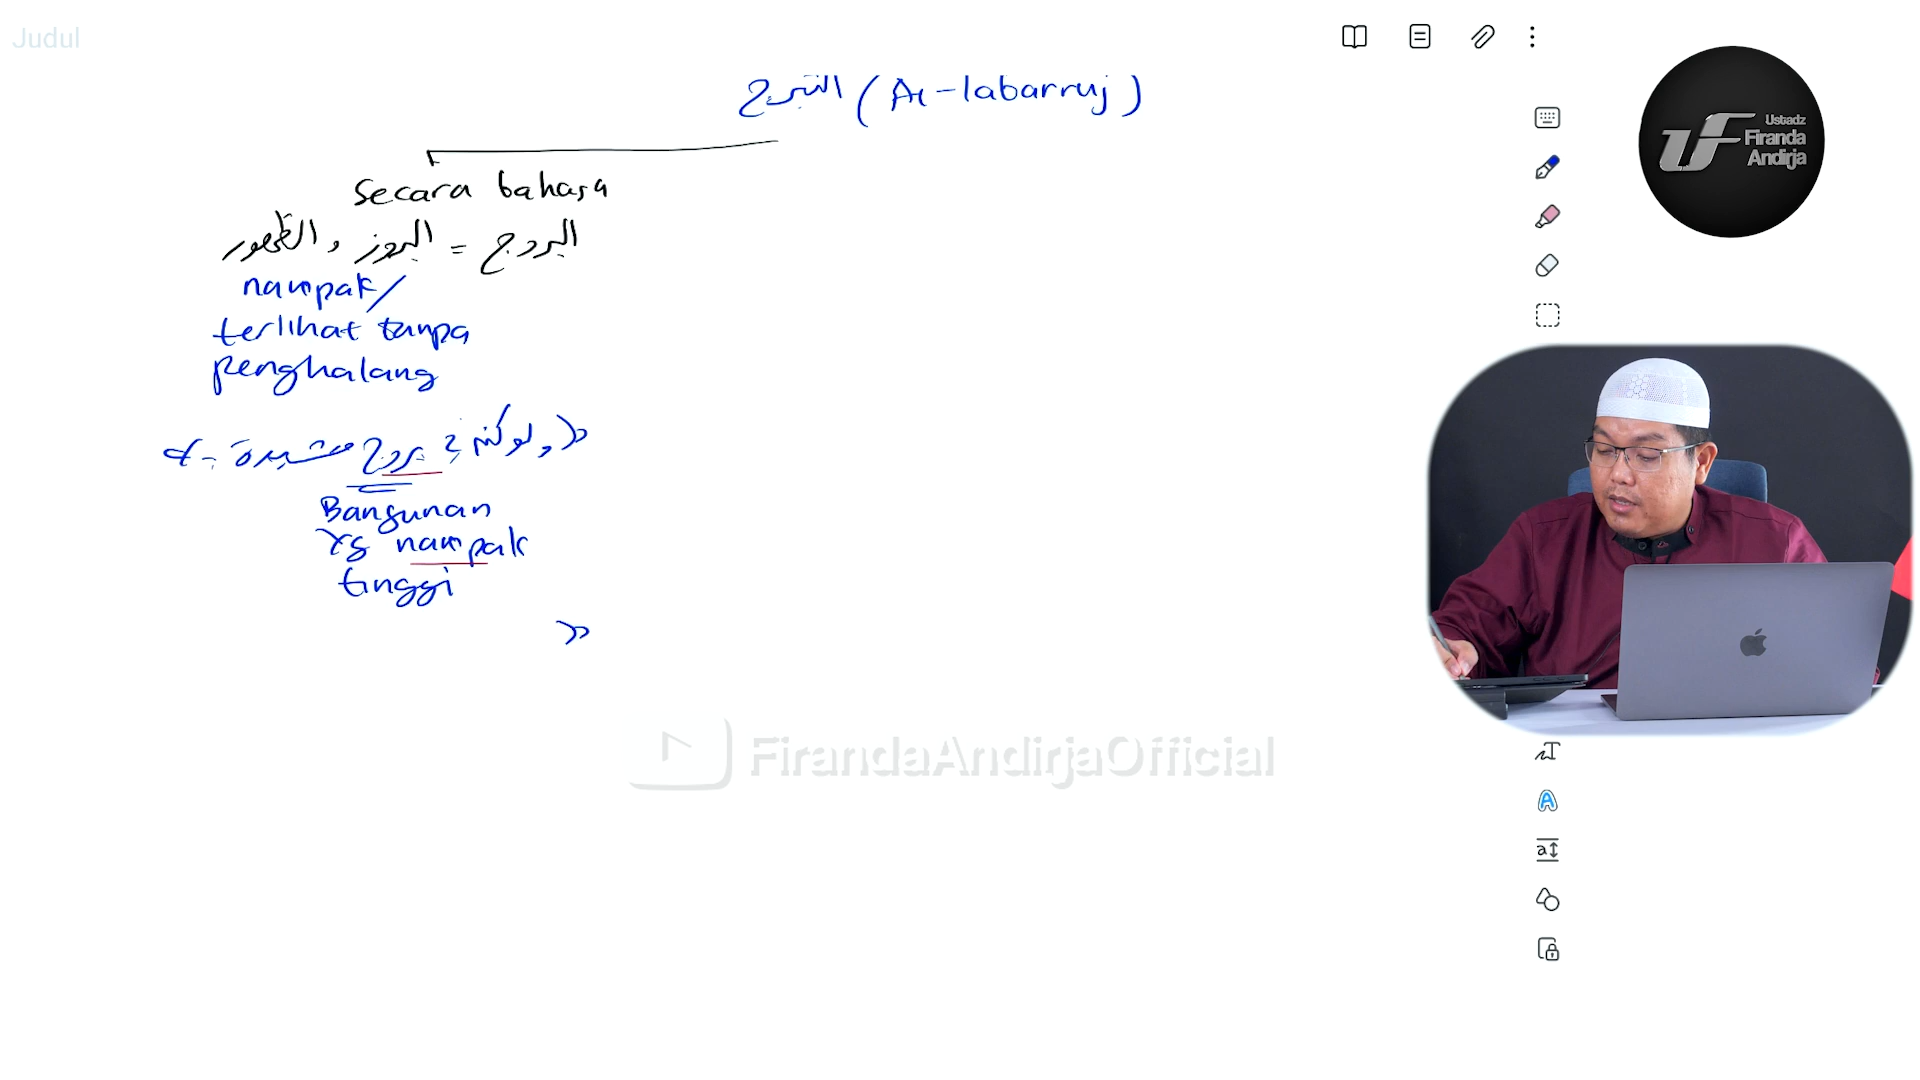 Judul
التبرج (At-tabarruj)
secara bahasa
البروج = البروز و الظهور
nampak/
terlihat tanpa
penghalang
« ولو كنتم في بروج مشيدة »
Bangunan
yg nampak
tinggi
»
Ustadz
Firanda
Andirja
FirandaAndirjaOfficial